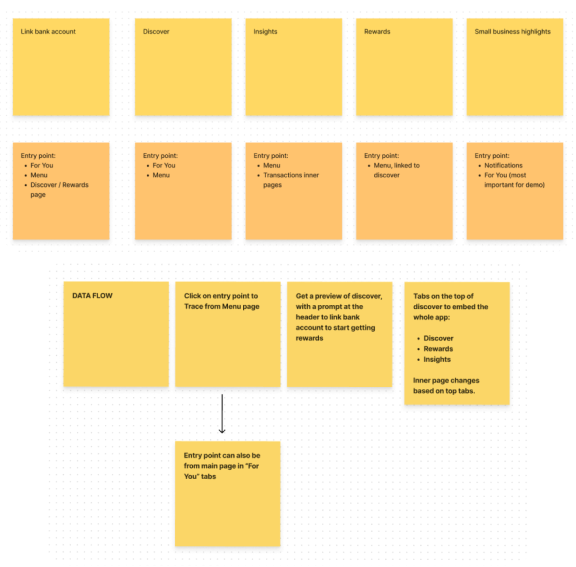 Link bank account
Discover
Insights
Rewards
Small business highlights
Entry point:
• For You
• Menu
• Discover / Rewards
page
Entry point:
• For You
• Menu
Entry point:
• Menu
• Transactions inner
pages
Entry point:
• Menu, linked to
discover
Entry point:
• Notifications
• For You (most
important for demo)
DATA FLOW
Click on entry point to
Trace from Menu page
Get a preview of discover,
with a prompt at the
header to link bank
account to start getting
rewards
Tabs on the top of
discover to embed the
whole app:
• Discover
• Rewards
• Insights
Inner page changes
based on top tabs.
Entry point can also be
from main page in "For
You" tabs